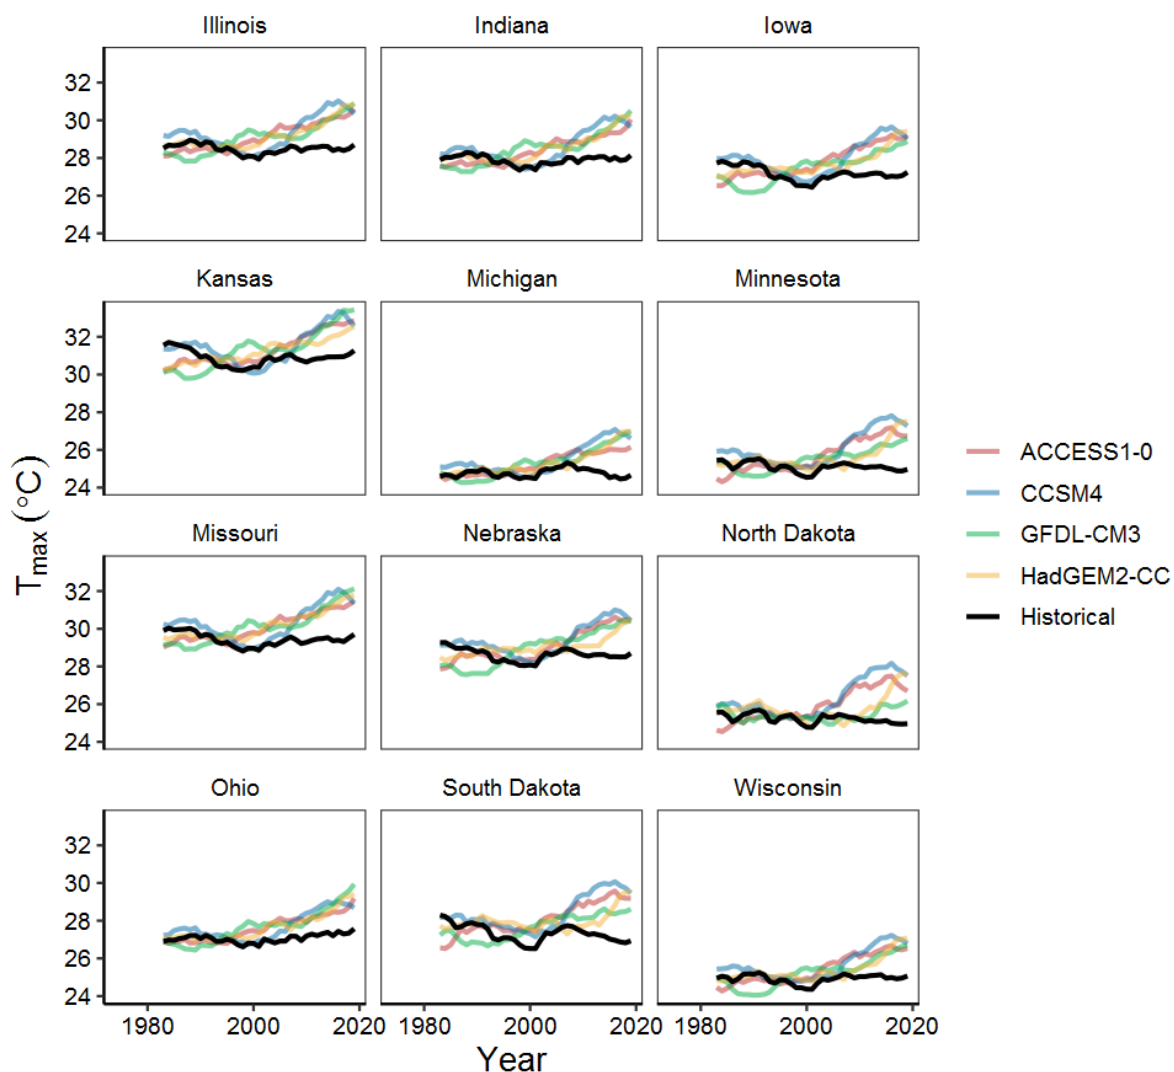 Illinois Indiana Iowa
32
30
28
26
24
Kansas Michigan Minnesota
32
30
28
26
24
Missouri Nebraska North Dakota
32
30
28
26
24
Ohio South Dakota Wisconsin
32
30
28
26
24
1980 2000 2020 1980 2000 2020 1980 2000 2020
Year
Tmax (°C)
ACCESS1-0
CCSM4
GFDL-CM3
HadGEM2-CC
Historical